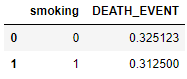 smoking DEATH_EVENT
0 0 0.325123
1 1 0.312500